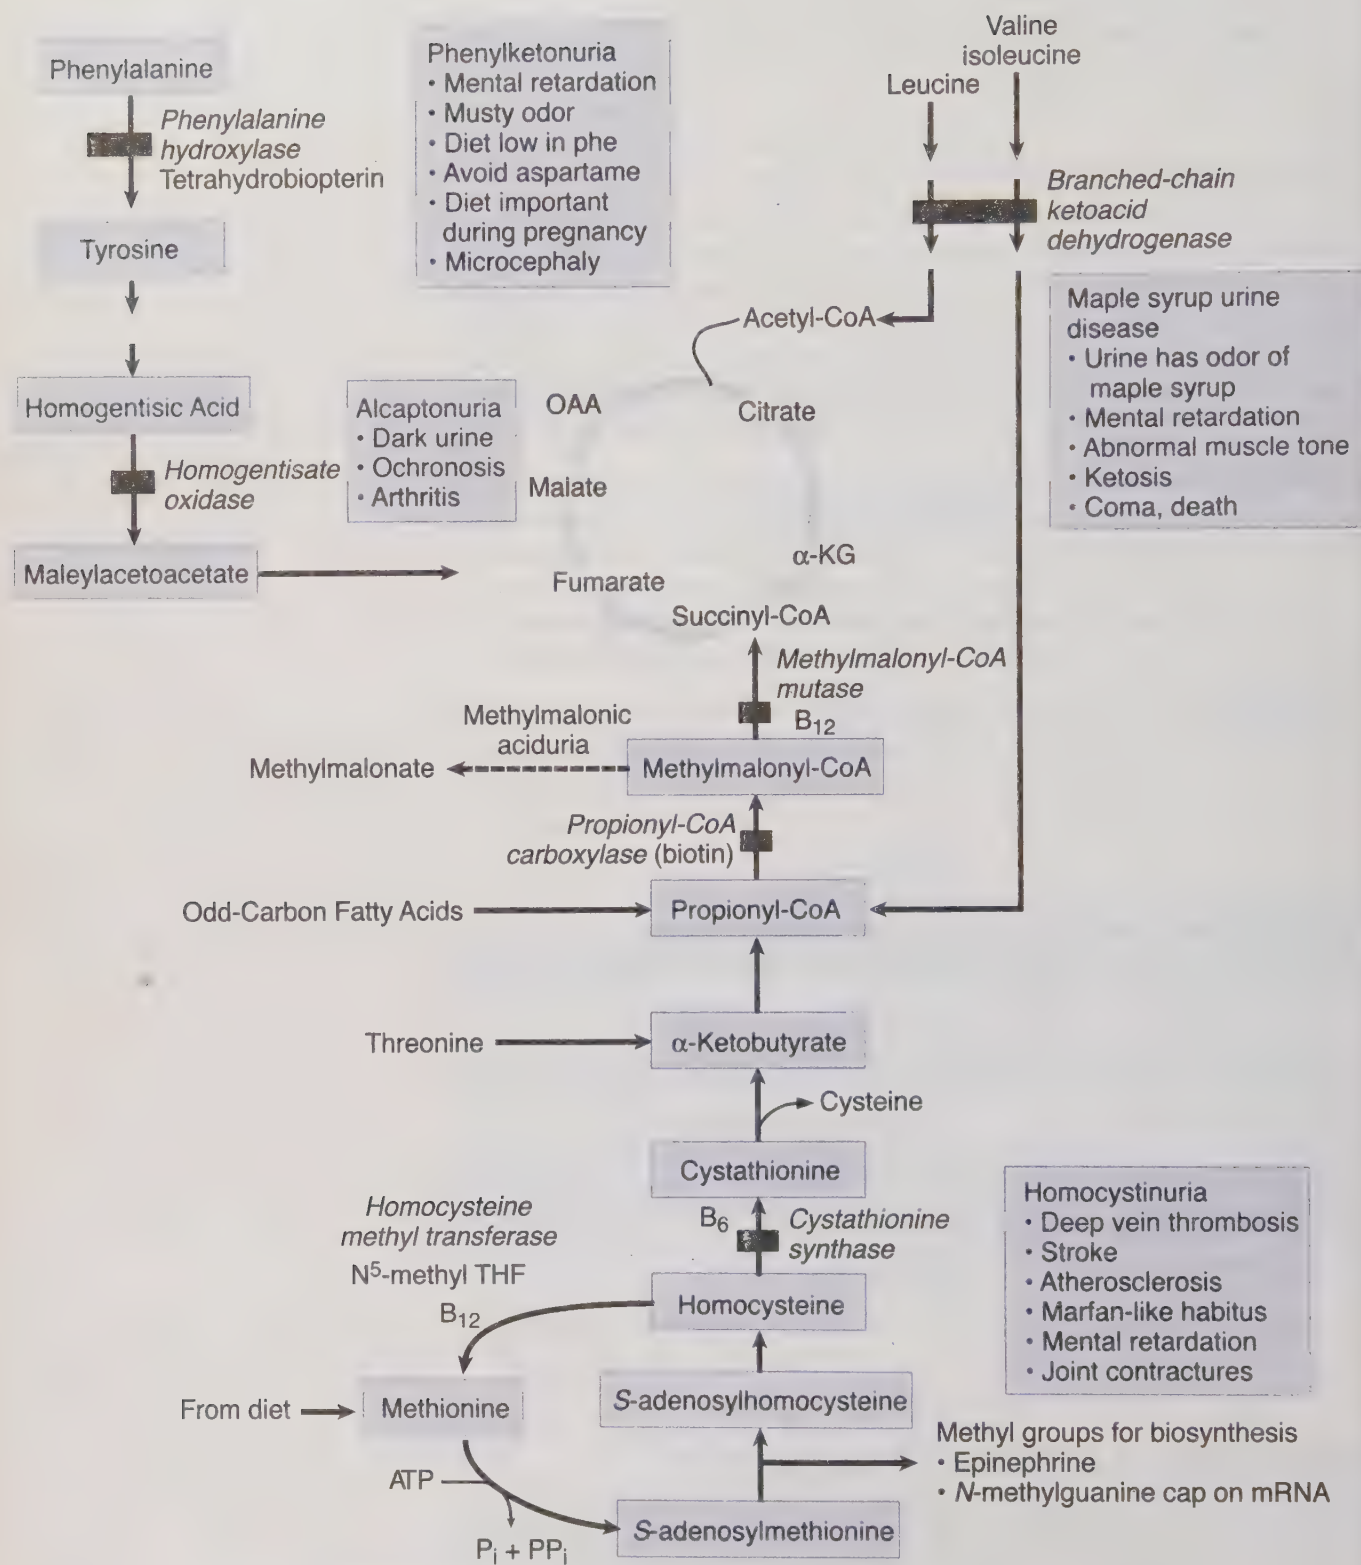 Phenylalanine
Phenylalanine
hydroxylase
Tetrahydrobiopterin
Tyrosine
Homogentisic Acid
Homogentisate
oxidase
Maleylacetoacetate
Phenylketonuria
• Mental retardation
• Musty odor
• Diet low in phe
• Avoid aspartame
• Diet important
during pregnancy
• Microcephaly
Alcaptonuria
• Dark urine
• Ochronosis
• Arthritis
Valine
isoleucine
Leucine
Branched-chain
ketoacid
dehydrogenase
Maple syrup urine
disease
• Urine has odor of
maple syrup
• Mental retardation
• Abnormal muscle tone
• Ketosis
• Coma, death
Acetyl-CoA
OAA
Citrate
Malate
α-KG
Fumarate
Succinyl-CoA
Methylmalonyl-CoA
mutase
B12
Methylmalonic
aciduria
Methylmalonate
Methylmalonyl-CoA
Propionyl-CoA
carboxylase (biotin)
Odd-Carbon Fatty Acids
Propionyl-CoA
Threonine
α-Ketobutyrate
Cysteine
Cystathionine
B6
Cystathionine
synthase
Homocysteine
methyl transferase
N5-methyl THF
B12
Homocysteine
Homocystinuria
• Deep vein thrombosis
• Stroke
• Atherosclerosis
• Marfan-like habitus
• Mental retardation
• Joint contractures
From diet
Methionine
S-adenosylhomocysteine
Methyl groups for biosynthesis
• Epinephrine
• N-methylguanine cap on mRNA
ATP
S-adenosylmethionine
Pi + PPi